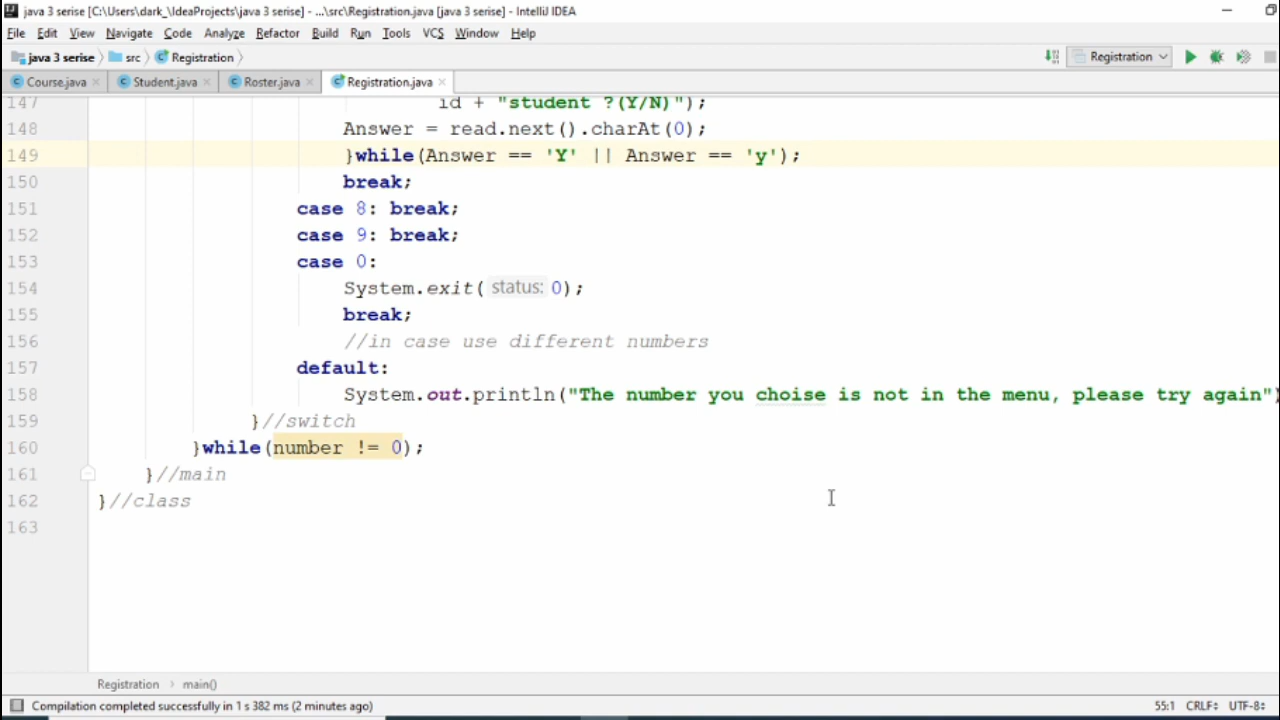 java 3 serise [C:\Users\dark_\IdeaProjects\java 3 serise] - ...\src\Registration.java [java 3 serise] - IntelliJ IDEA
File Edit View Navigate Code Analyze Refactor Build Run Tools VCS Window Help
java 3 serise src Registration Registration
Course.java Student.java Roster.java Registration.java
147 id + "student ?(Y/N)");
148 Answer = read.next().charAt(0);
149 }while(Answer == 'Y' || Answer == 'y');
150 break;
151 case 8: break;
152 case 9: break;
153 case 0:
154 System.exit( status: 0);
155 break;
156 //in case use different numbers
157 default:
158 System.out.println("The number you choise is not in the menu, please try again")
159 }//switch
160 }while(number != 0);
161 }//main
162 }//class
163
Registration main()
Compilation completed successfully in 1 s 382 ms (2 minutes ago) 55:1 CRLF UTF-8